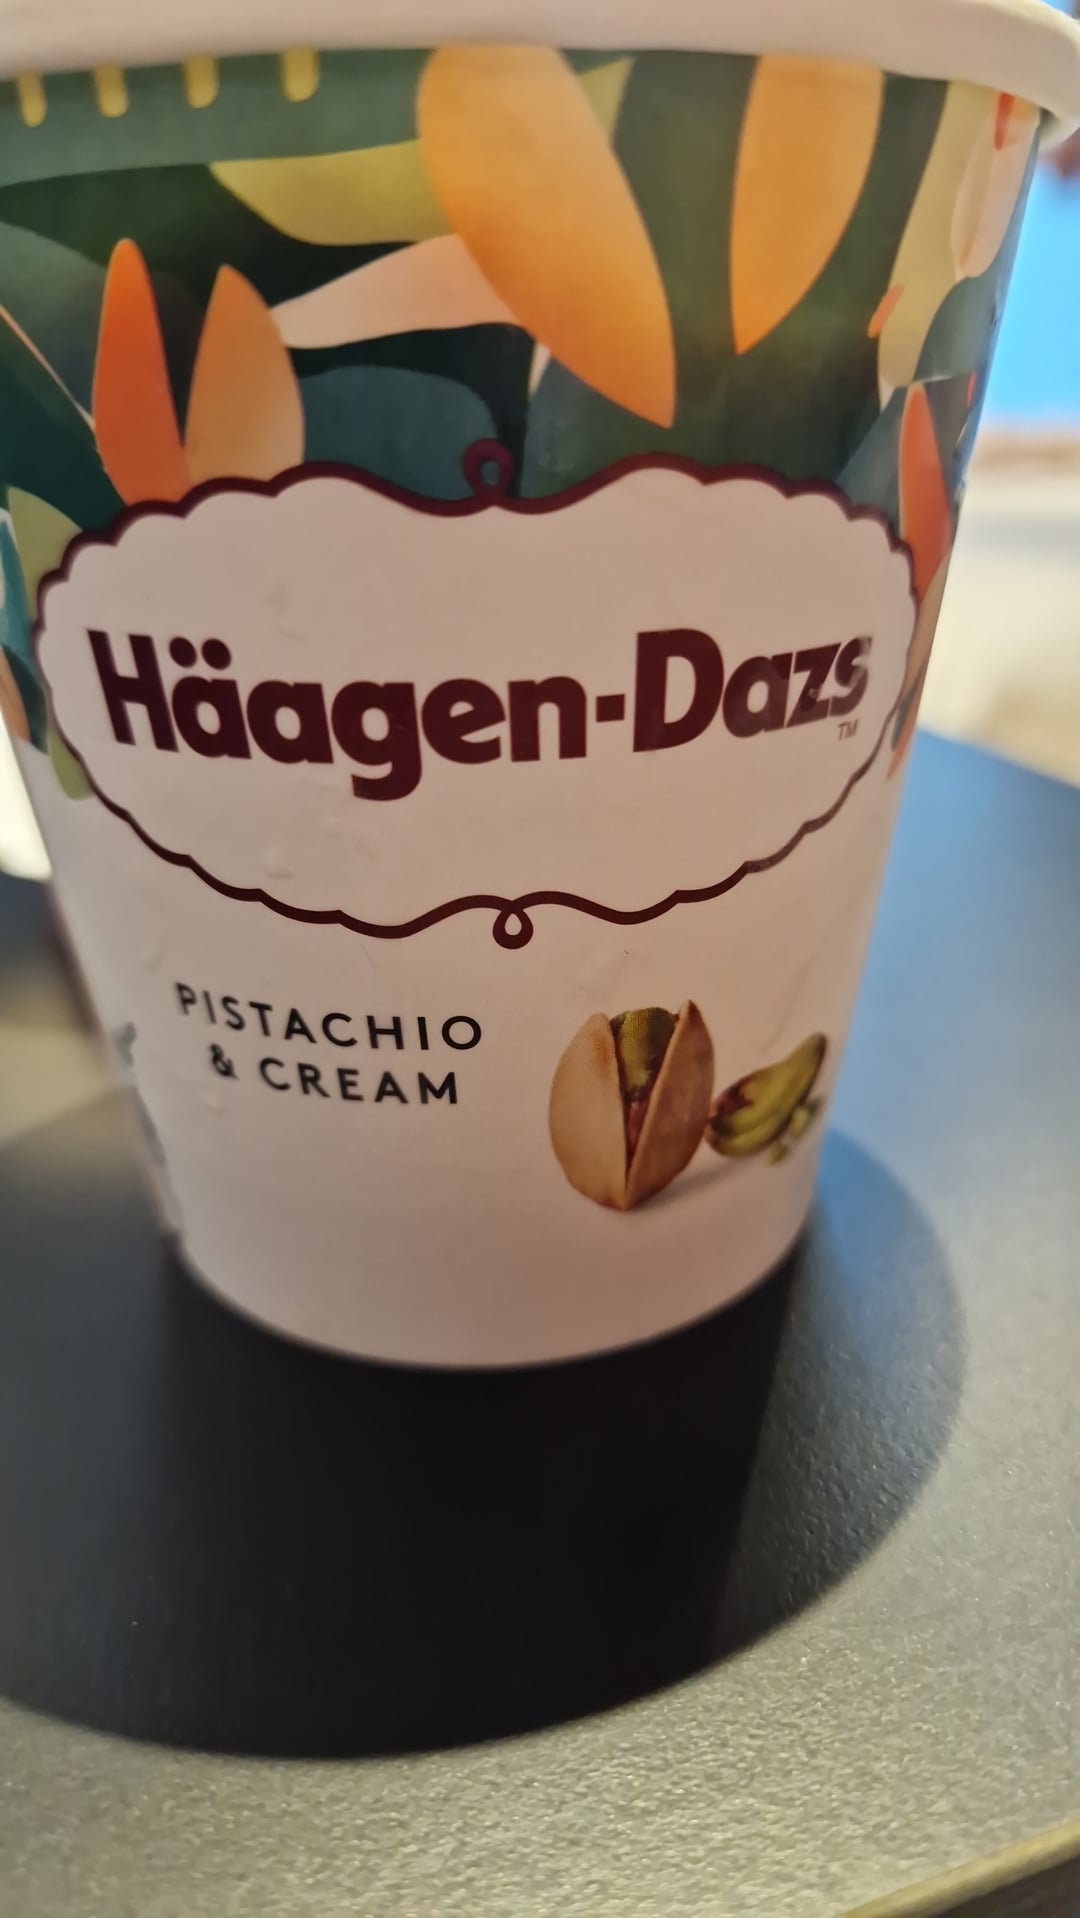 Häagen-Dazs
TM
PISTACHIO
& CREAM